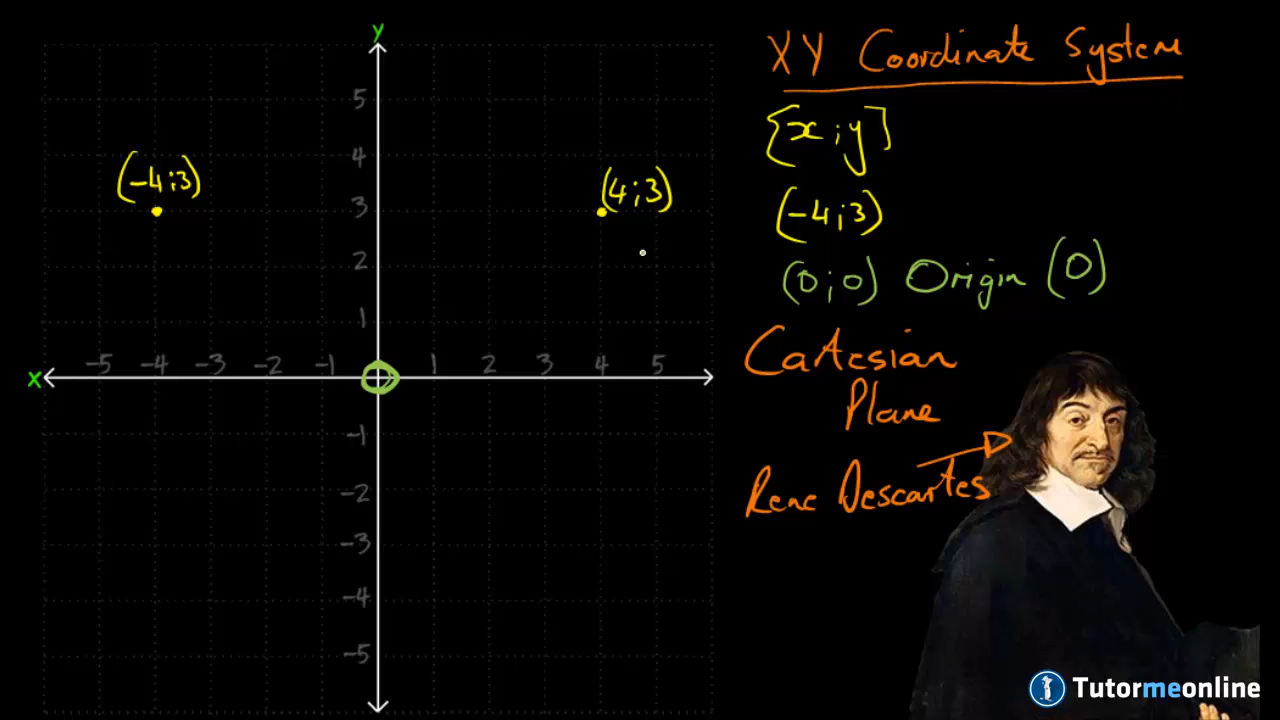 y
XY Coordinate System
5
[x;y]
4
(-4;3)
(4;3)
3
(-4;3)
2
(0;0) Origin (0)
1
Cartesian
x
-5 -4 -3 -2 -1 1 2 3 4 5
Plane
-1
Rene Descartes
-2
-3
-4
-5
Tutormeonline